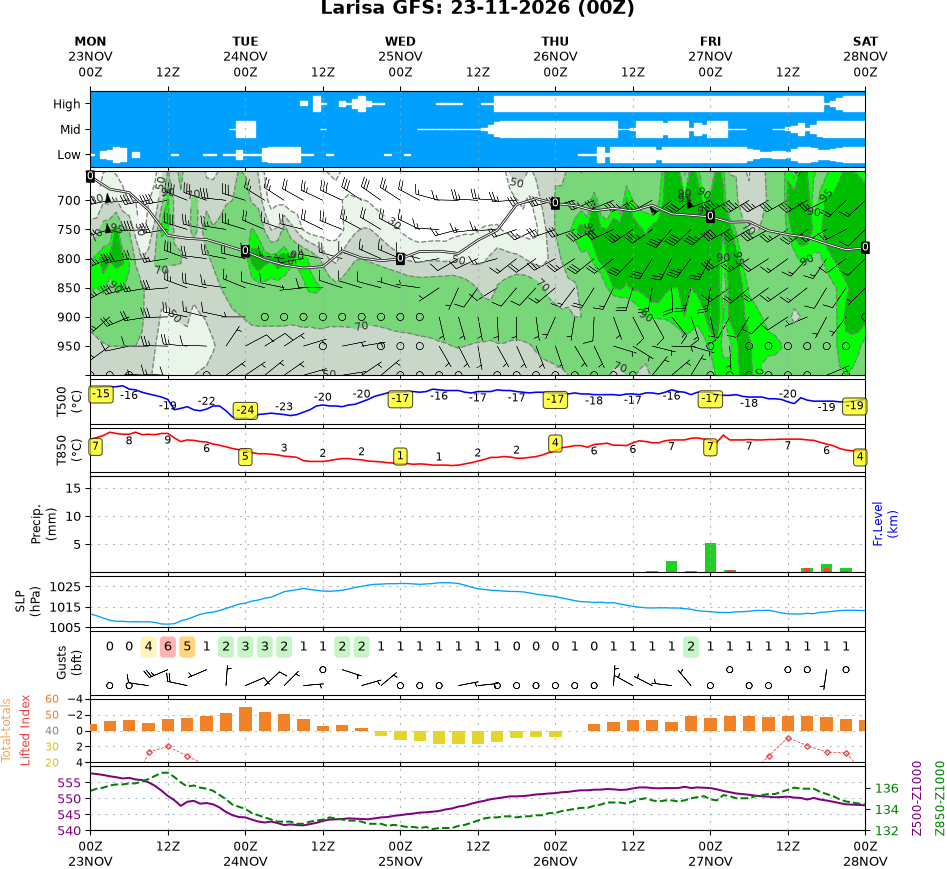 Larisa GFS: 23-11-2026 (00Z)
MON TUE WED THU FRI SAT
23NOV 24NOV 25NOV 26NOV 27NOV 28NOV
00Z 12Z 00Z 12Z 00Z 12Z 00Z 12Z 00Z 12Z 00Z
High
Mid
Low
700
750
800
850
900
950
T500 (°C)
-15 -16 -19 -22 -24 -23 -20 -20 -17 -16 -17 -17 -17 -18 -17 -16 -17 -18 -20 -19 -19
T850 (°C)
7 8 9 6 5 3 2 2 1 1 2 2 4 6 6 7 7 7 7 6 4
Precip. (mm)
15
10
5
Fr.Level (km)
SLP (hPa)
1025
1015
1005
Gusts (bft)
0 0 4 6 5 1 2 3 3 2 1 1 2 2 1 1 1 1 1 1 1 0 0 0 1 0 1 1 1 1 2 1 1 1 1 1 1 1 1
Total-totals
Lifted Index
60 −4
50 −2
40 0
30 2
20 4
555
550
545
540
136
134
132
Z500-Z1000
Z850-Z1000
00Z 12Z 00Z 12Z 00Z 12Z 00Z 12Z 00Z 12Z 00Z
23NOV 24NOV 25NOV 26NOV 27NOV 28NOV